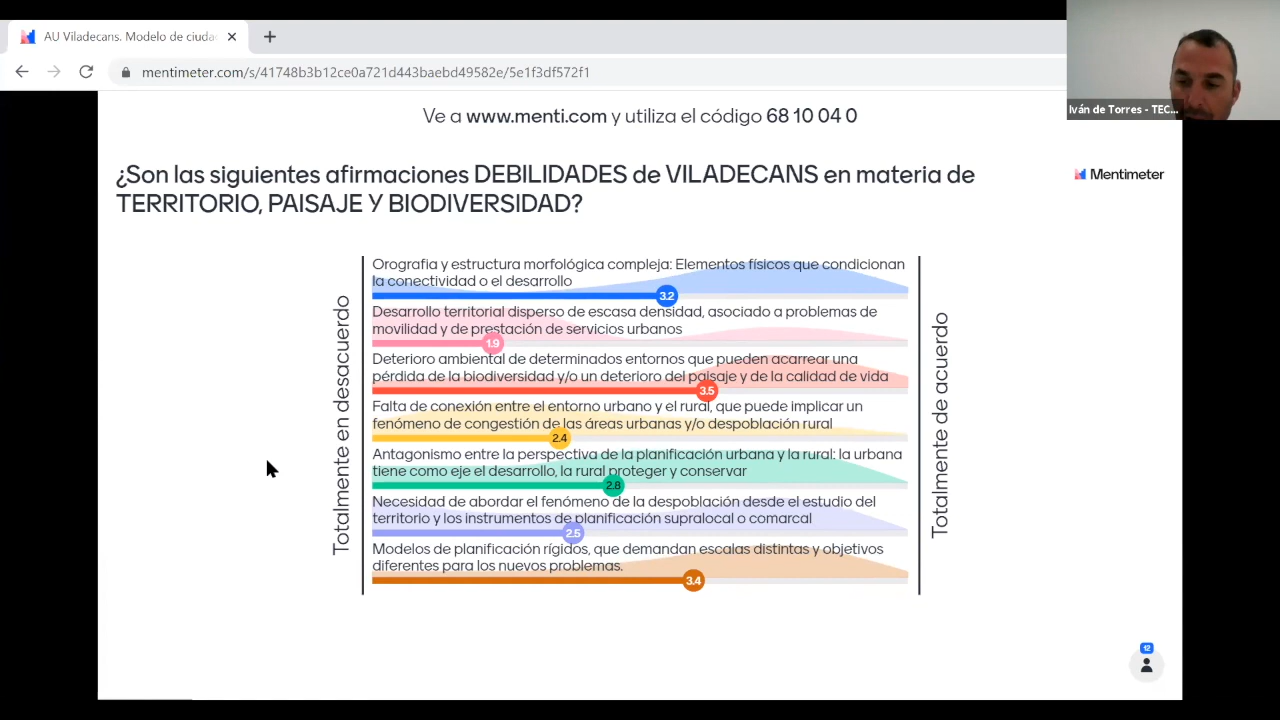 AU Viladecans. Modelo de ciuda
mentimeter.com/s/41748b3b12ce0a721d443baebd49582e/5e1f3df572f1
Iván de Torres - TEC...
Ve a www.menti.com y utiliza el código 68 10 04 0
¿Son las siguientes afirmaciones DEBILIDADES de VILADECANS en materia de
TERRITORIO, PAISAJE Y BIODIVERSIDAD?
Mentimeter
Totalmente en desacuerdo
Orografia y estructura morfológica compleja: Elementos físicos que condicionan
la conectividad o el desarrollo
3.2
Desarrollo territorial disperso de escasa densidad, asociado a problemas de
movilidad y de prestación de servicios urbanos
1.9
Deterioro ambiental de determinados entornos que pueden acarrear una
pérdida de la biodiversidad y/o un deterioro del paisaje y de la calidad de vida
3.5
Falta de conexión entre el entorno urbano y el rural, que puede implicar un
fenómeno de congestión de las áreas urbanas y/o despoblación rural
2.4
Antagonismo entre la perspectiva de la planificación urbana y la rural: la urbana
tiene como eje el desarrollo, la rural proteger y conservar
2.8
Necesidad de abordar el fenómeno de la despoblación desde el estudio del
territorio y los instrumentos de planificación supralocal o comarcal
2.5
Modelos de planificación rígidos, que demandan escalas distintas y objetivos
diferentes para los nuevos problemas.
3.4
Totalmente de acuerdo
12